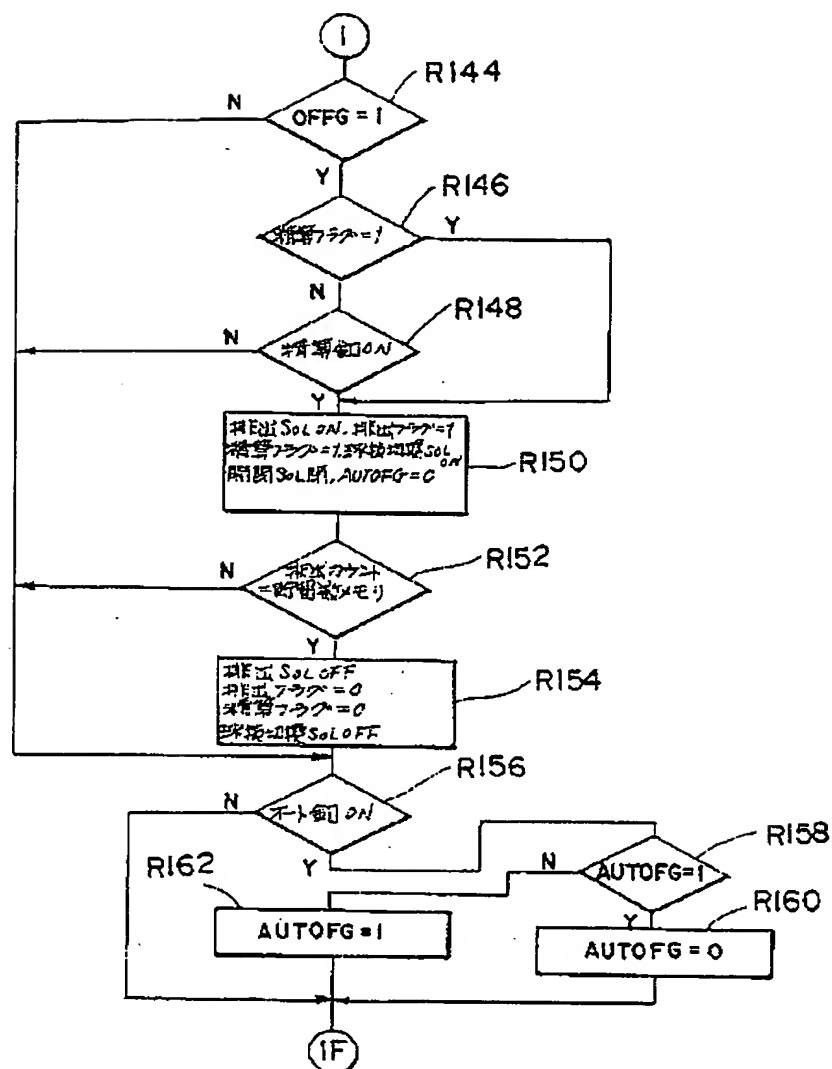 1
R144
N
OFFG = 1
Y
R146
精算フラグ=1
Y
N
R148
N
精算釦ON
Y
排出SOL ON, 排出フラグ=1
精算フラグ=1, 球抜切換SOL ON
開閉SOL閉, AUTOFG=0
R150
R152
N
排出カウント
=貯留数メモリ
Y
排出SOL OFF
排出フラグ=0
精算フラグ=0
球抜切換SOL OFF
R154
R156
N
オート釦ON
Y
R158
R162
N
AUTOFG=1
R160
Y
AUTOFG=1
AUTOFG=0
1F